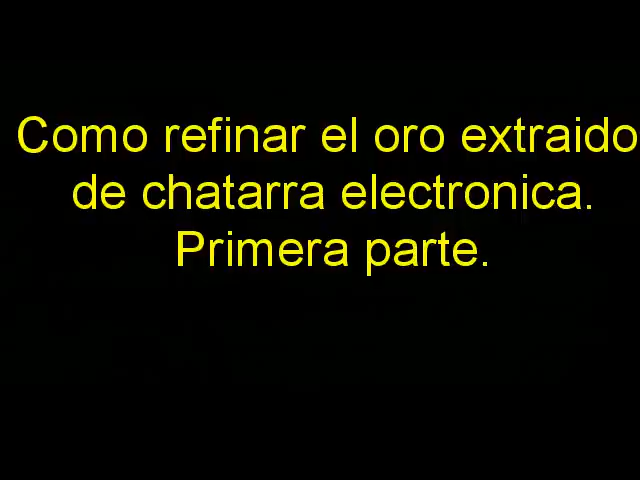 Como refinar el oro extraido
de chatarra electronica.
Primera parte.